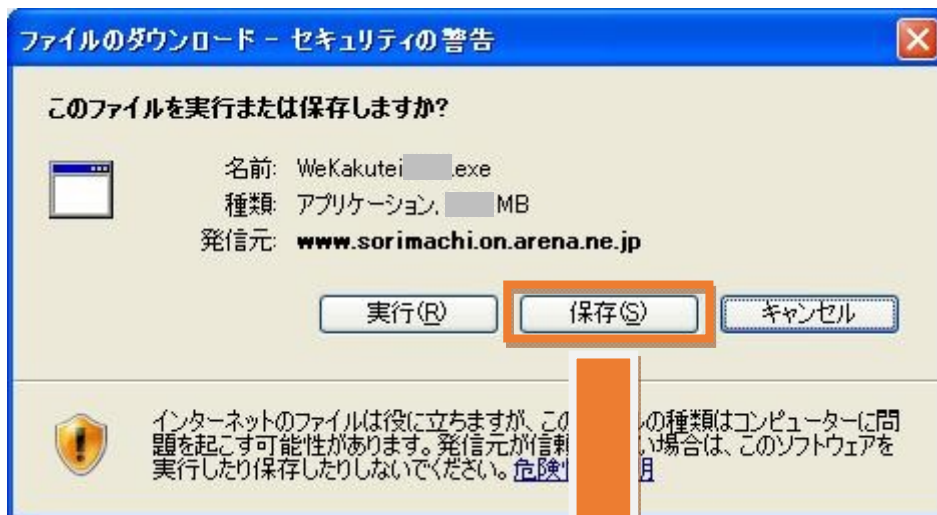 ファイルのダウンロード - セキュリティの警告
このファイルを実行または保存しますか?
名前: WeKakutei .exe
種類: アプリケーション, MB
発信元: www.sorimachi.on.arena.ne.jp
実行(R) 保存(S) キャンセル
インターネットのファイルは役に立ちますが、この の種類はコンピューターに問
題を起こす可能性があります。発信元が信頼 い場合は、このソフトウェアを
実行したり保存したりしないでください。危険 明